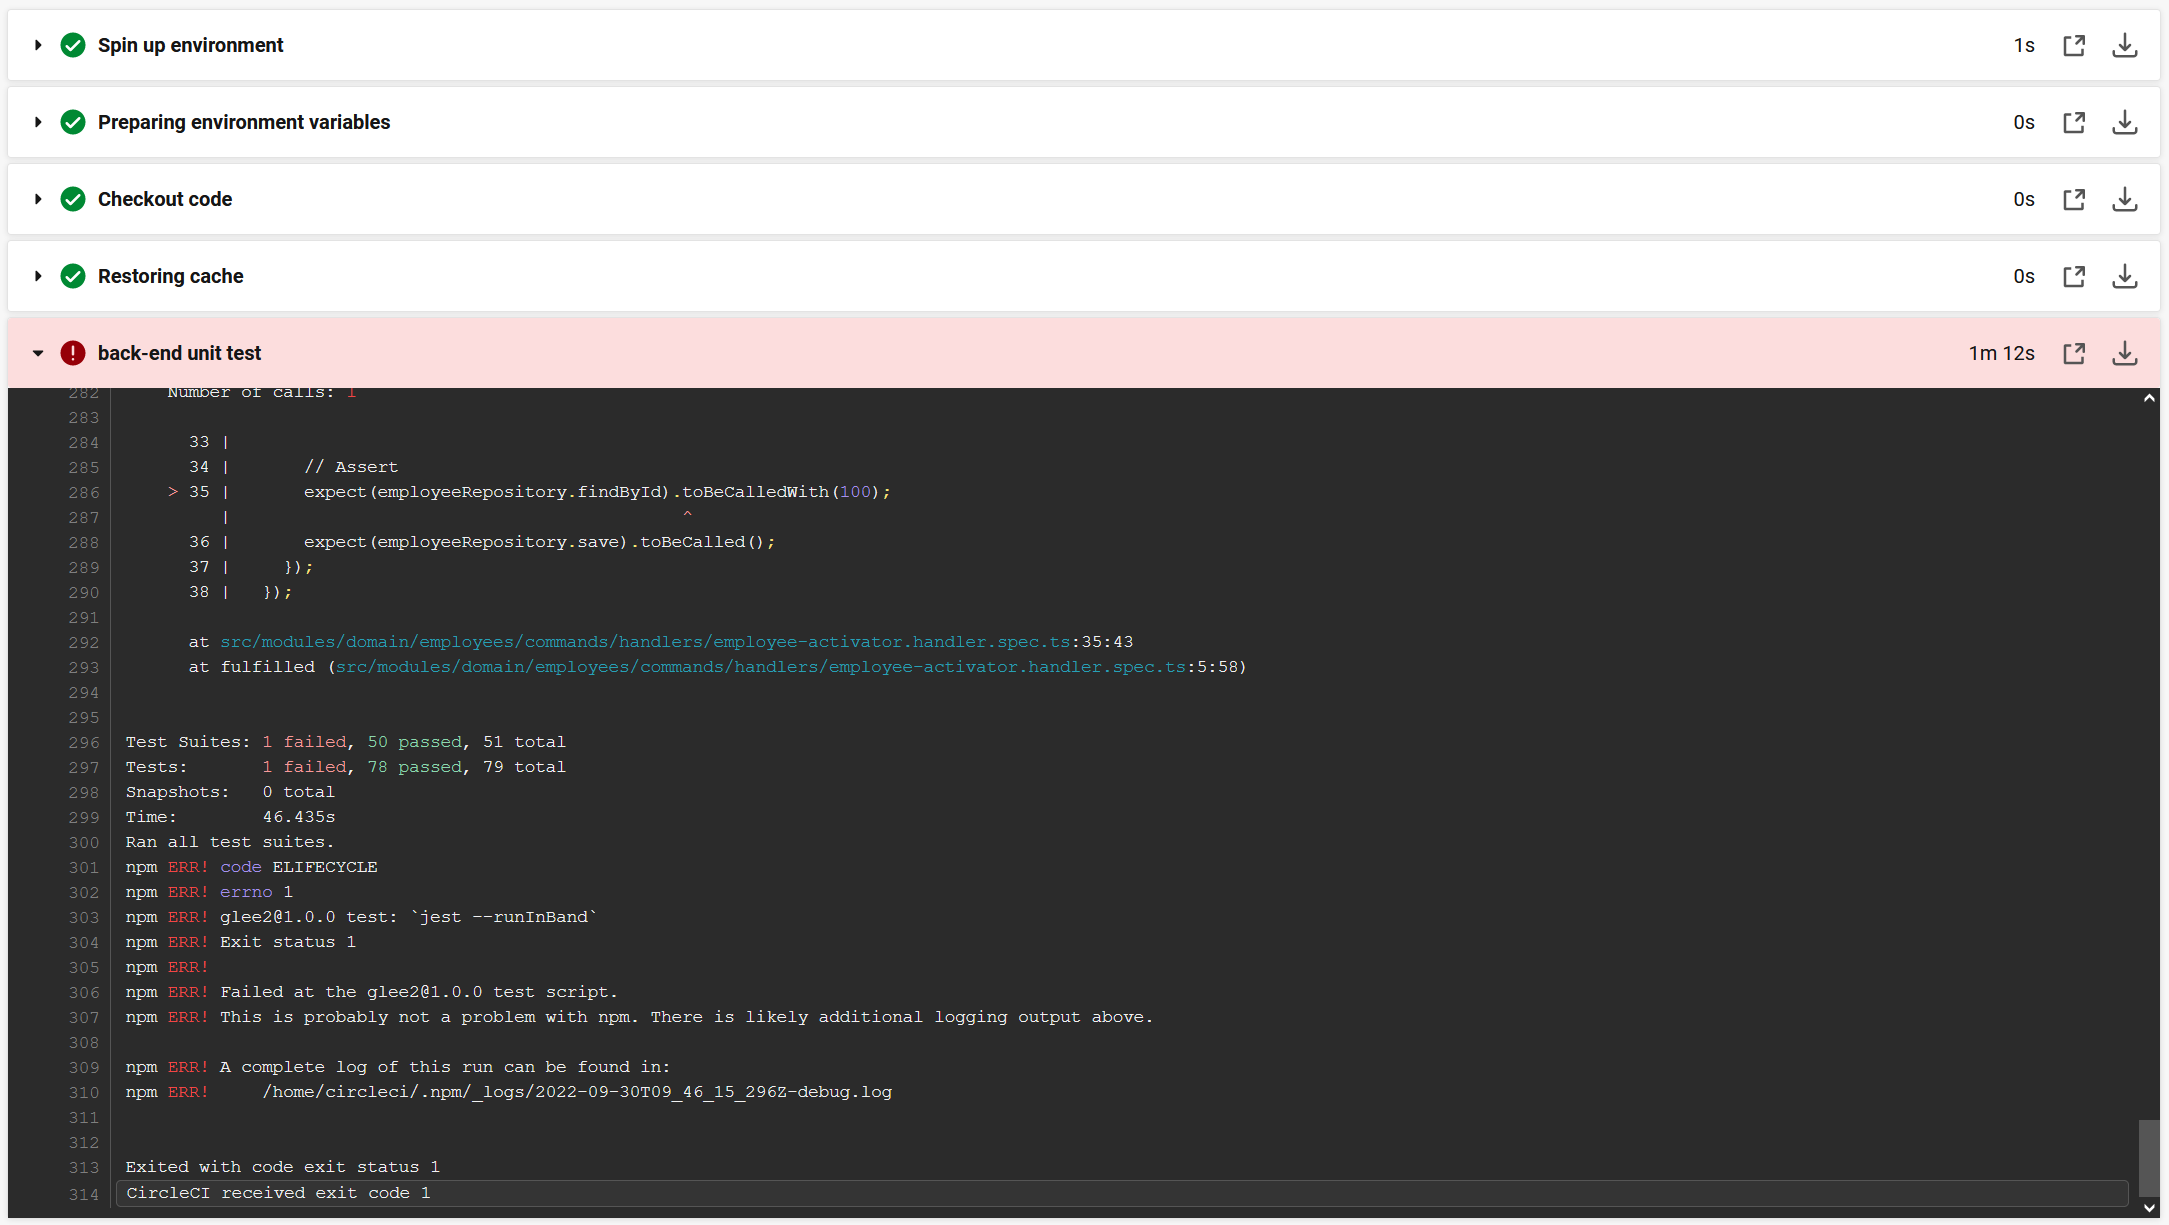 Spin up environment 1s
Preparing environment variables 0s
Checkout code 0s
Restoring cache 0s
back-end unit test 1m 12s
282 Number of calls: 1
283
284 33 |
285 34 | // Assert
286 > 35 | expect(employeeRepository.findById).toBeCalledWith(100);
287 | ^
288 36 | expect(employeeRepository.save).toBeCalled();
289 37 | });
290 38 | });
291
292 at src/modules/domain/employees/commands/handlers/employee-activator.handler.spec.ts:35:43
293 at fulfilled (src/modules/domain/employees/commands/handlers/employee-activator.handler.spec.ts:5:58)
294
295
296 Test Suites: 1 failed, 50 passed, 51 total
297 Tests: 1 failed, 78 passed, 79 total
298 Snapshots: 0 total
299 Time: 46.435s
300 Ran all test suites.
301 npm ERR! code ELIFECYCLE
302 npm ERR! errno 1
303 npm ERR! glee2@1.0.0 test: `jest --runInBand`
304 npm ERR! Exit status 1
305 npm ERR!
306 npm ERR! Failed at the glee2@1.0.0 test script.
307 npm ERR! This is probably not a problem with npm. There is likely additional logging output above.
308
309 npm ERR! A complete log of this run can be found in:
310 npm ERR! /home/circleci/.npm/_logs/2022-09-30T09_46_15_296Z-debug.log
311
312
313 Exited with code exit status 1
314 CircleCI received exit code 1